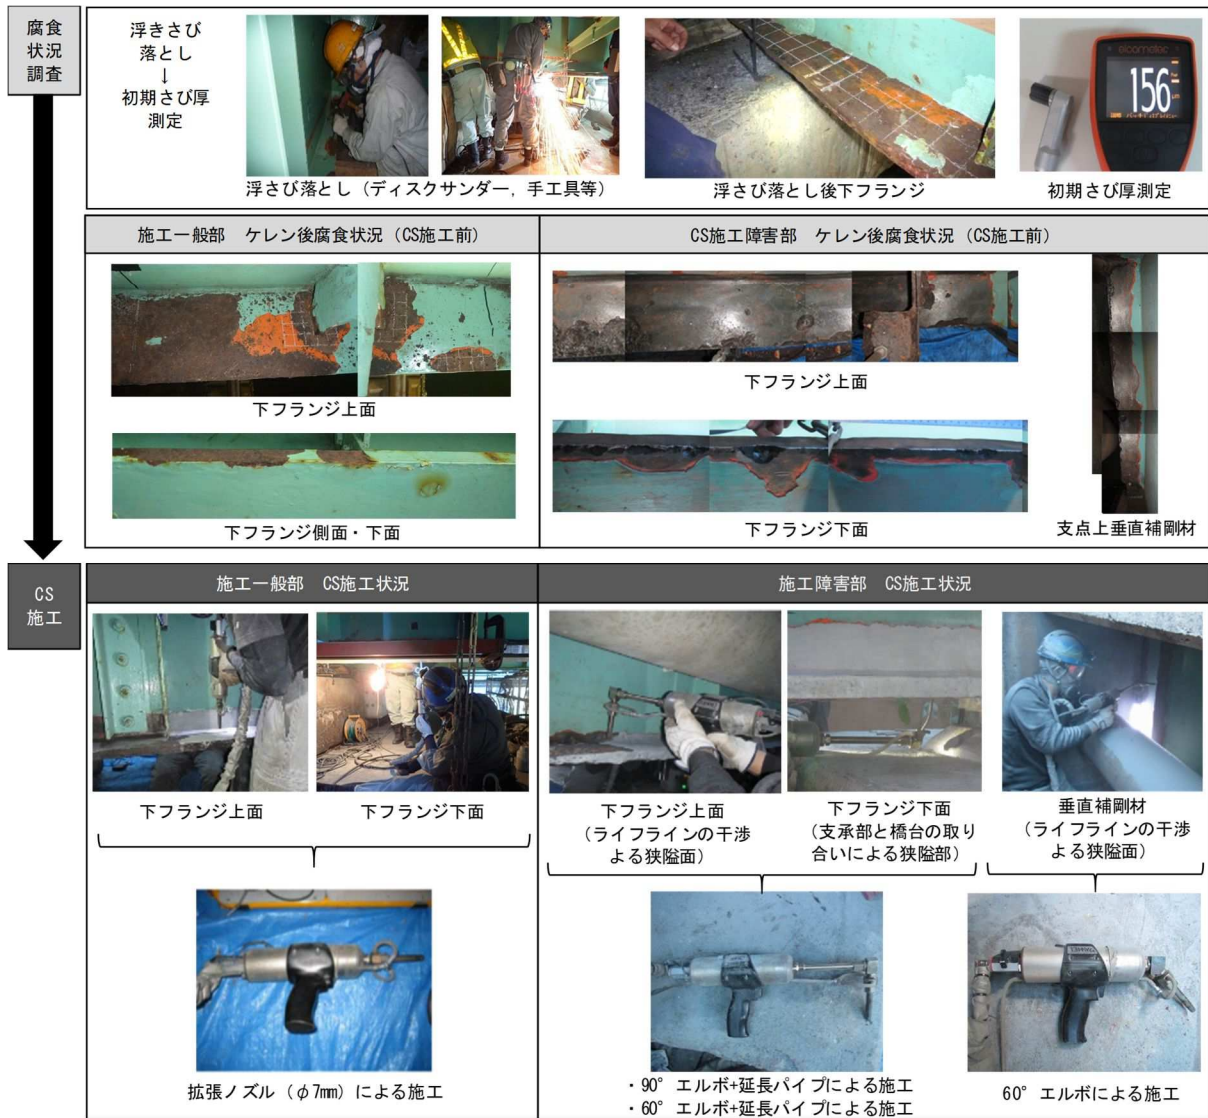 腐食
状況
調査
浮きさび
落とし
↓
初期さび厚
測定
elcometer
156
µm
浮さび落とし（ディスクサンダー，手工具等）
浮さび落とし後下フランジ
初期さび厚測定
施工一般部　ケレン後腐食状況（CS施工前）
CS施工障害部　ケレン後腐食状況（CS施工前）
下フランジ上面
下フランジ側面・下面
下フランジ上面
下フランジ下面
支点上垂直補剛材
CS
施工
施工一般部　CS施工状況
施工障害部　CS施工状況
下フランジ上面
下フランジ下面
下フランジ上面
（ライフラインの干渉
よる狭隘面）
下フランジ下面
（支承部と橋台の取り
合いによる狭隘部）
垂直補剛材
（ライフラインの干渉
よる狭隘面）
拡張ノズル（φ7mm）による施工
・90°エルボ+延長パイプによる施工
・60°エルボ+延長パイプによる施工
60°エルボによる施工